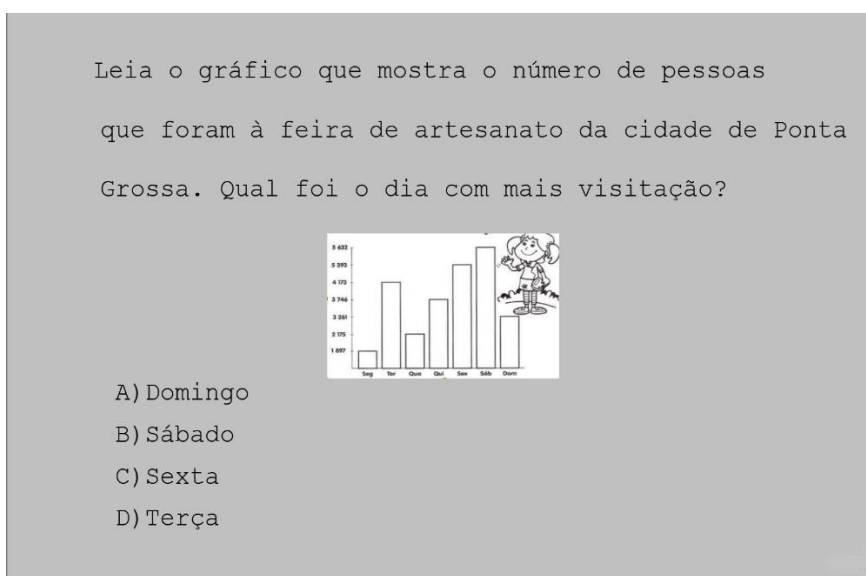 Leia o gráfico que mostra o número de pessoas
que foram à feira de artesanato da cidade de Ponta
Grossa. Qual foi o dia com mais visitação?
5 632
5 393
4 173
3 746
3 261
2 175
1 897
Seg Ter Qua Qui Sex Sáb Dom
A)Domingo
B)Sábado
C)Sexta
D)Terça